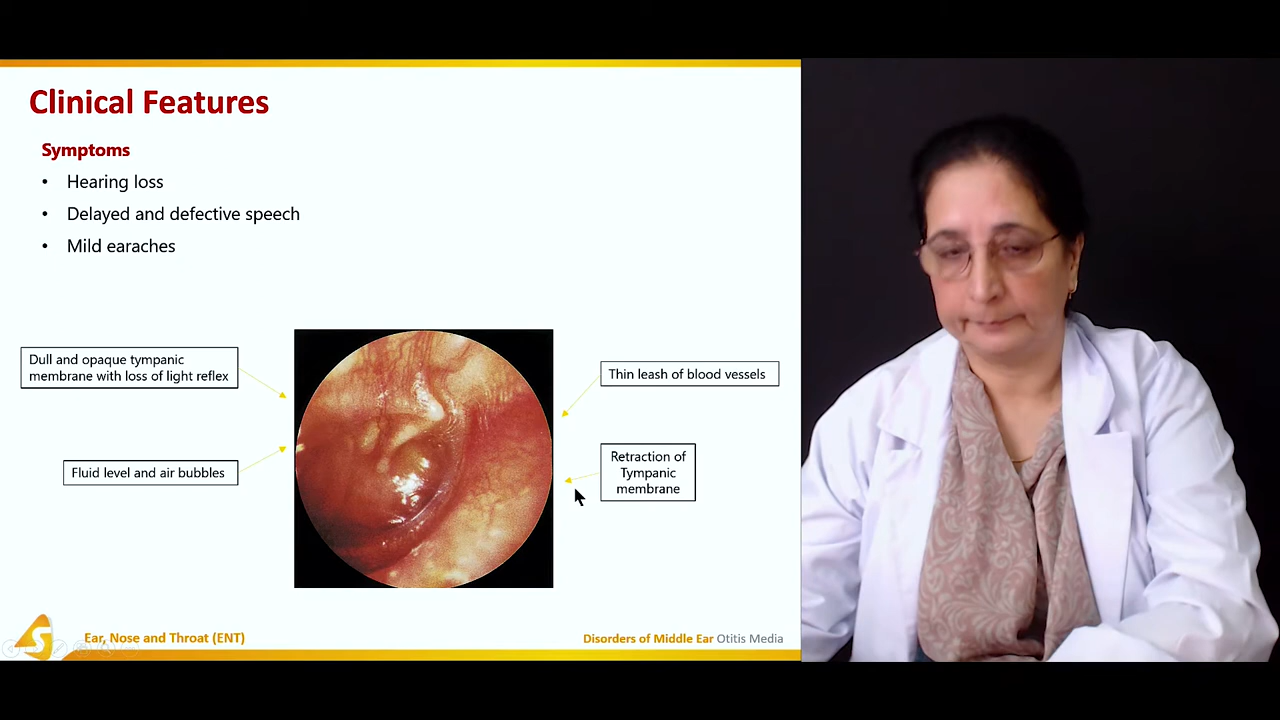 Clinical Features
Symptoms
• Hearing loss
• Delayed and defective speech
• Mild earaches
Dull and opaque tympanic
membrane with loss of light reflex
Fluid level and air bubbles
Thin leash of blood vessels
Retraction of
Tympanic
membrane
S
Ear, Nose and Throat (ENT)
Disorders of Middle Ear Otitis Media